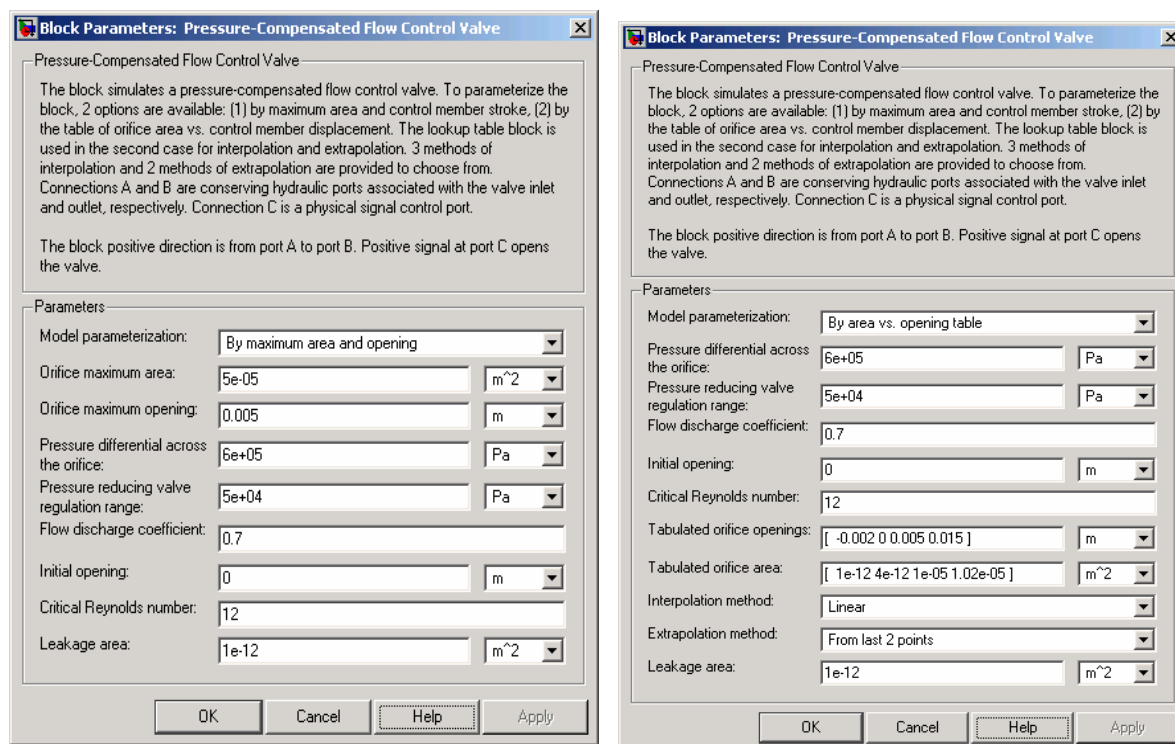 Block Parameters: Pressure-Compensated Flow Control Valve
Pressure-Compensated Flow Control Valve
The block simulates a pressure-compensated flow control valve. To parameterize the
block, 2 options are available: (1) by maximum area and control member stroke, (2) by
the table of orifice area vs. control member displacement. The lookup table block is
used in the second case for interpolation and extrapolation. 3 methods of
interpolation and 2 methods of extrapolation are provided to choose from.
Connections A and B are conserving hydraulic ports associated with the valve inlet
and outlet, respectively. Connection C is a physical signal control port.
The block positive direction is from port A to port B. Positive signal at port C opens
the valve.
Parameters
Model parameterization: By maximum area and opening
Orifice maximum area: 5e-05 m^2
Orifice maximum opening: 0.005 m
Pressure differential across
the orifice: 6e+05 Pa
Pressure reducing valve
regulation range: 5e+04 Pa
Flow discharge coefficient: 0.7
Initial opening: 0 m
Critical Reynolds number: 12
Leakage area: 1e-12 m^2
OK Cancel Help Apply
Block Parameters: Pressure-Compensated Flow Control Valve
Pressure-Compensated Flow Control Valve
The block simulates a pressure-compensated flow control valve. To parameterize the
block, 2 options are available: (1) by maximum area and control member stroke, (2) by
the table of orifice area vs. control member displacement. The lookup table block is
used in the second case for interpolation and extrapolation. 3 methods of
interpolation and 2 methods of extrapolation are provided to choose from.
Connections A and B are conserving hydraulic ports associated with the valve inlet
and outlet, respectively. Connection C is a physical signal control port.
The block positive direction is from port A to port B. Positive signal at port C opens
the valve.
Parameters
Model parameterization: By area vs. opening table
Pressure differential across
the orifice: 6e+05 Pa
Pressure reducing valve
regulation range: 5e+04 Pa
Flow discharge coefficient: 0.7
Initial opening: 0 m
Critical Reynolds number: 12
Tabulated orifice openings: [ -0.002 0 0.005 0.015 ] m
Tabulated orifice area: [ 1e-12 4e-12 1e-05 1.02e-05 ] m^2
Interpolation method: Linear
Extrapolation method: From last 2 points
Leakage area: 1e-12 m^2
OK Cancel Help Apply